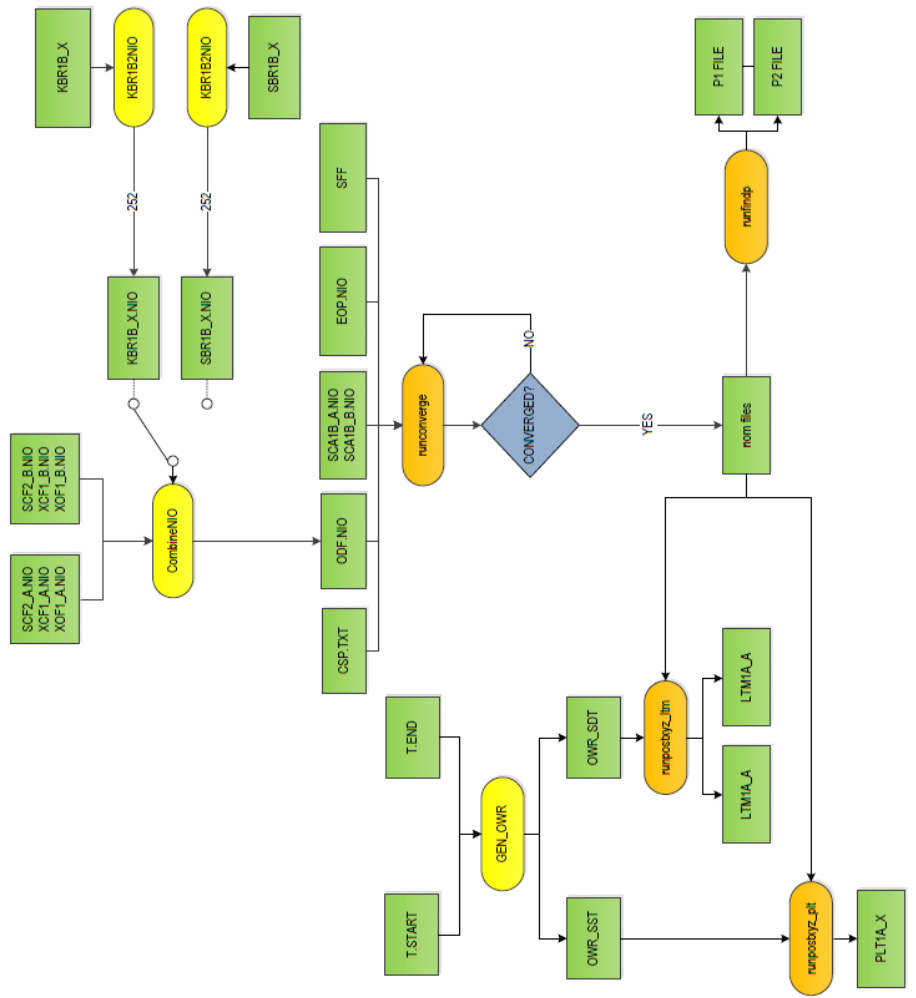 KBR1B_X
KBR1B2NIO
KBR1B2NIO
SBR1B_X
252
252
KBR1B_X.NIO
SBR1B_X.NIO
SCF2_A.NIO
XCF1_A.NIO
XOF1_A.NIO
SCF2_B.NIO
XCF1_B.NIO
XOF1_B.NIO
CombineNIO
CSP.TXT
ODF.NIO
SCA1B_A.NIO
SCA1B_B.NIO
EOP.NIO
SFF
runconverge
CONVERGED?
NO
YES
nom files
runfindp
P1 FILE
P2 FILE
T.START
T.END
GEN_OWR
OWR_SST
OWR_SDT
runpostxyz_ltm
LTM1A_A
LTM1A_A
runpostxyz_plt
PLT1A_X